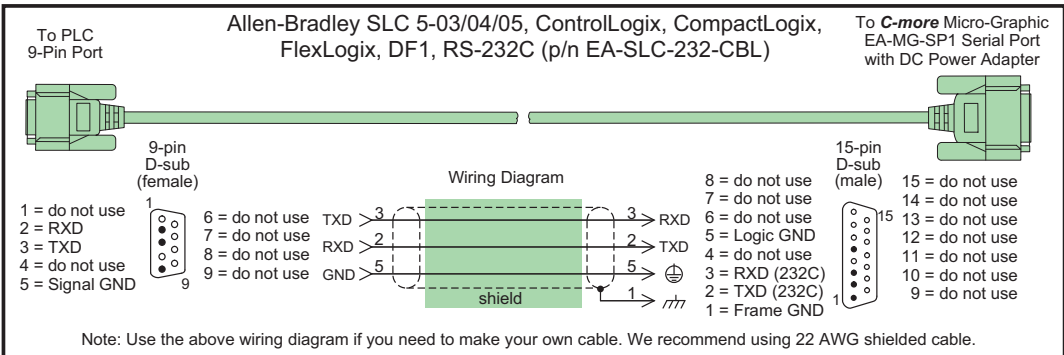 To PLC
9-Pin Port
Allen-Bradley SLC 5-03/04/05, ControlLogix, CompactLogix,
FlexLogix, DF1, RS-232C (p/n EA-SLC-232-CBL)
To C-more Micro-Graphic
EA-MG-SP1 Serial Port
with DC Power Adapter
9-pin
D-sub
(female)
1
9
1 = do not use
2 = RXD
3 = TXD
4 = do not use
5 = Signal GND
6 = do not use
7 = do not use
8 = do not use
9 = do not use
Wiring Diagram
TXD 3 3 RXD
RXD 2 2 TXD
GND 5 5
1
shield
15-pin
D-sub
(male)
15
1
8 = do not use
7 = do not use
6 = do not use
5 = Logic GND
4 = do not use
3 = RXD (232C)
2 = TXD (232C)
1 = Frame GND
15 = do not use
14 = do not use
13 = do not use
12 = do not use
11 = do not use
10 = do not use
9 = do not use
Note: Use the above wiring diagram if you need to make your own cable. We recommend using 22 AWG shielded cable.